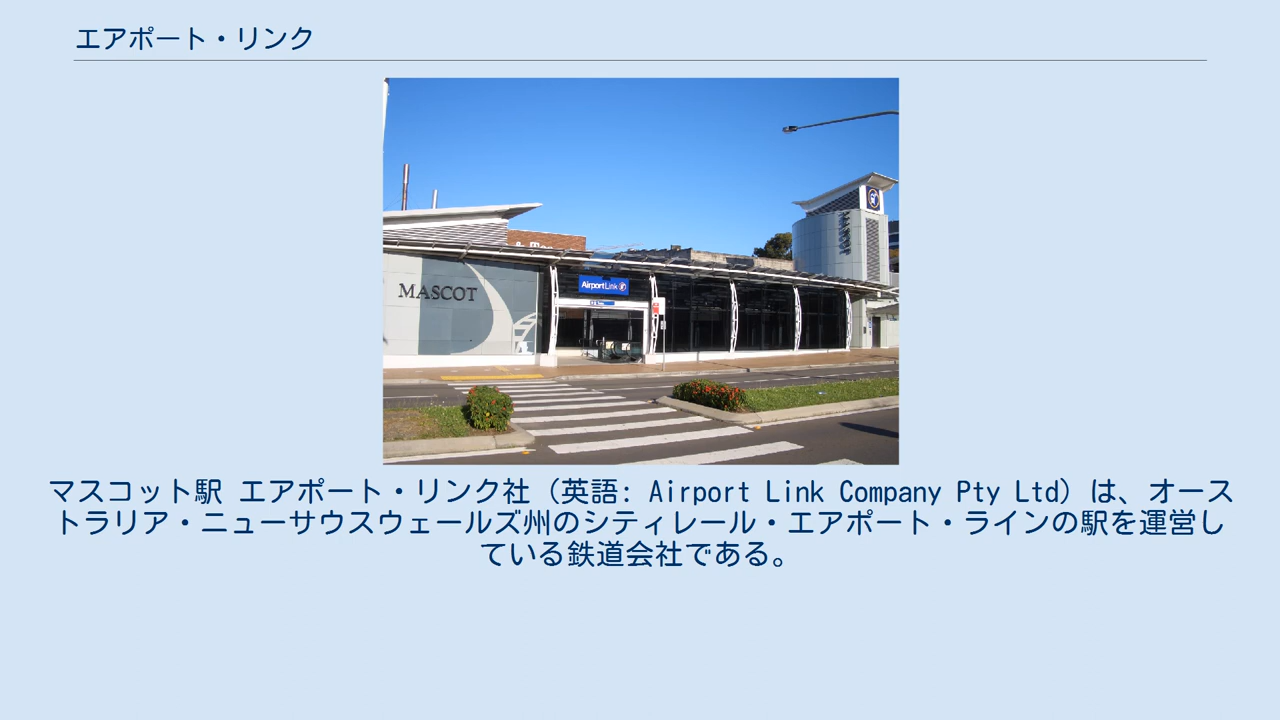 エアポート・リンク
MASCOT
AirportLink
マスコット駅 エアポート・リンク社（英語: Airport Link Company Pty Ltd）は、オース
トラリア・ニューサウスウェールズ州のシティレール・エアポート・ラインの駅を運営し
ている鉄道会社である。